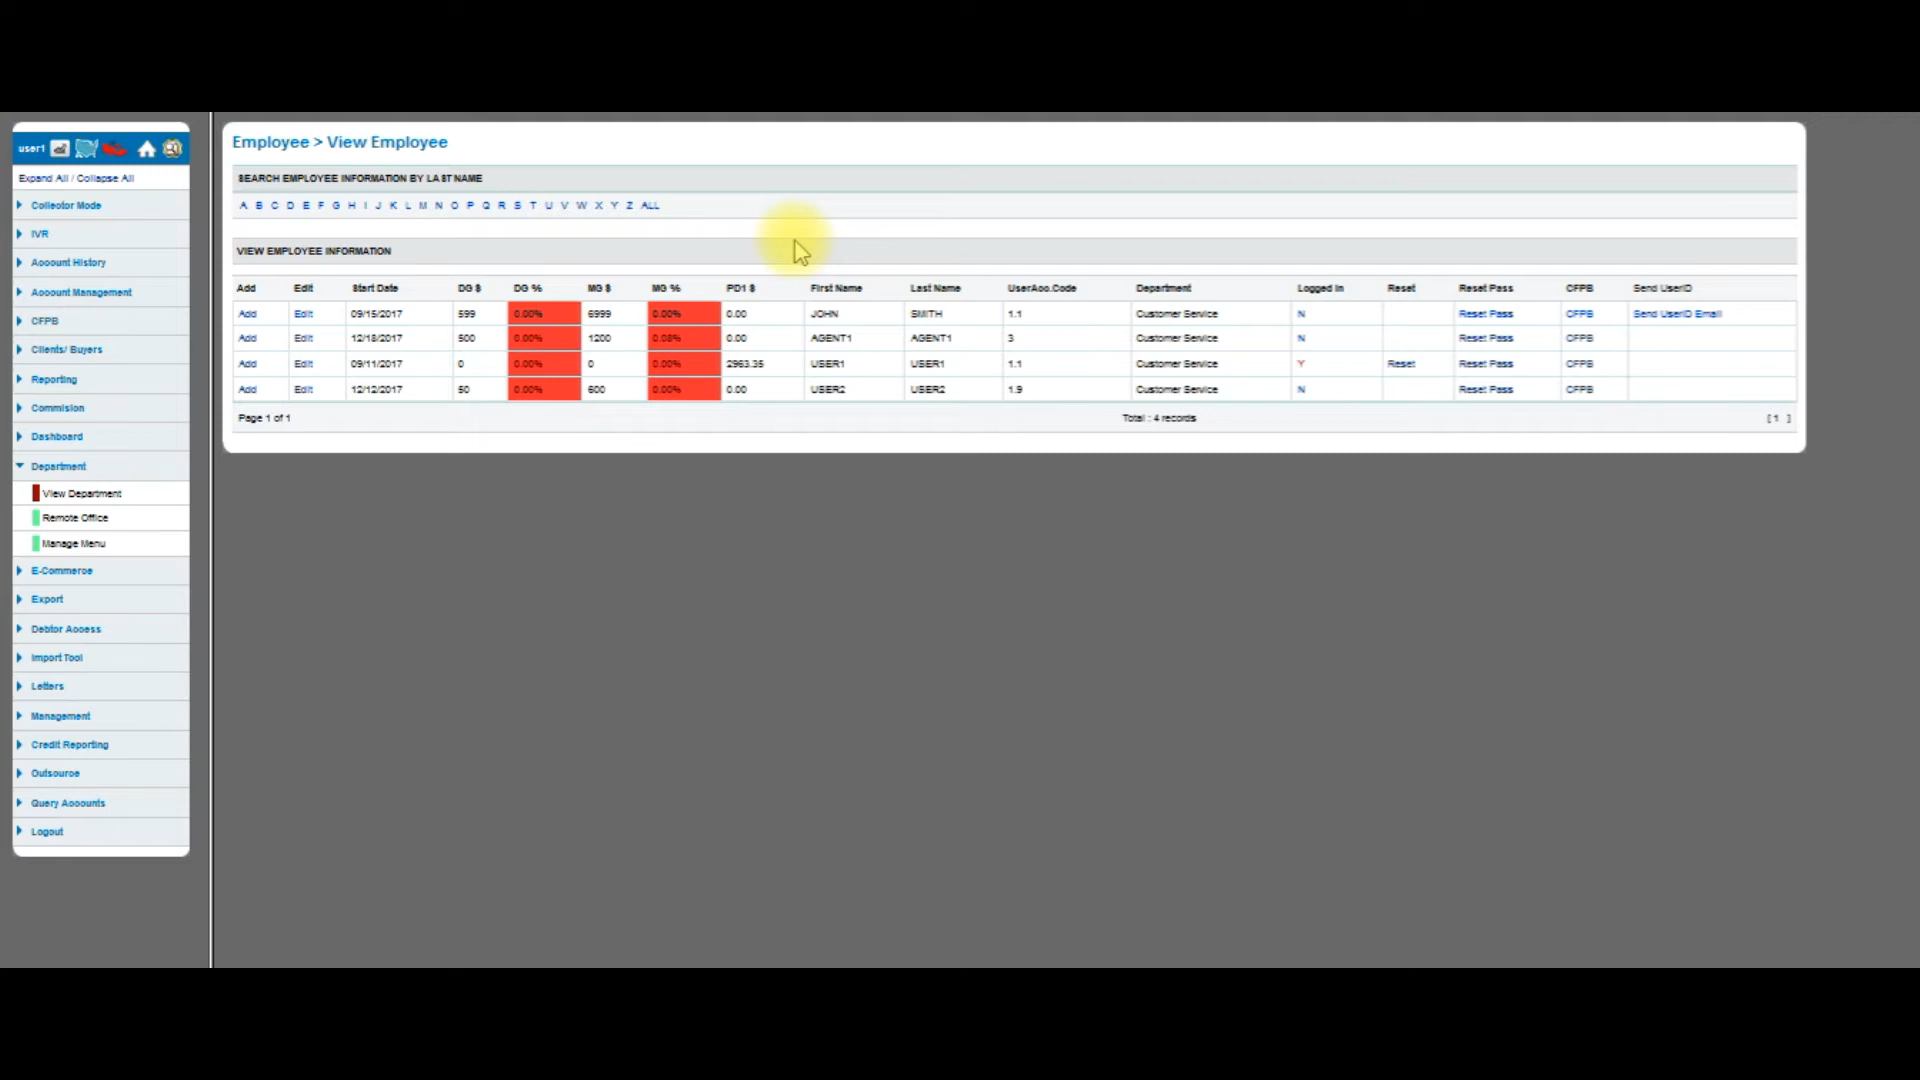 user1
Expand All / Collapse All
Collector Mode
IVR
Account History
Account Management
CFPB
Clients/ Buyers
Reporting
Commision
Dashboard
Department
View Department
Remote Office
Manage Menu
E-Commerce
Export
Debtor Access
Import Tool
Letters
Management
Credit Reporting
Outsource
Query Accounts
Logout
Employee > View Employee
SEARCH EMPLOYEE INFORMATION BY LAST NAME
A B C D E F G H I J K L M N O P Q R S T U V W X Y Z ALL
VIEW EMPLOYEE INFORMATION
Add Edit Start Date DG $ DG % MG $ MG % PD1 $ First Name Last Name UserAcc.Code Department Logged In Reset Reset Pass CFPB Send UserID
Add Edit 09/15/2017 599 0.00% 6999 0.00% 0.00 JOHN SMITH 1.1 Customer Service N Reset Pass CFPB Send UserID Email
Add Edit 12/18/2017 500 0.00% 1200 0.08% 0.00 AGENT1 AGENT1 3 Customer Service N Reset Pass CFPB
Add Edit 09/11/2017 0 0.00% 0 0.00% 2963.35 USER1 USER1 1.1 Customer Service Y Reset Reset Pass CFPB
Add Edit 12/12/2017 50 0.00% 600 0.00% 0.00 USER2 USER2 1.9 Customer Service N Reset Pass CFPB
Page 1 of 1 Total : 4 records [ 1 ]